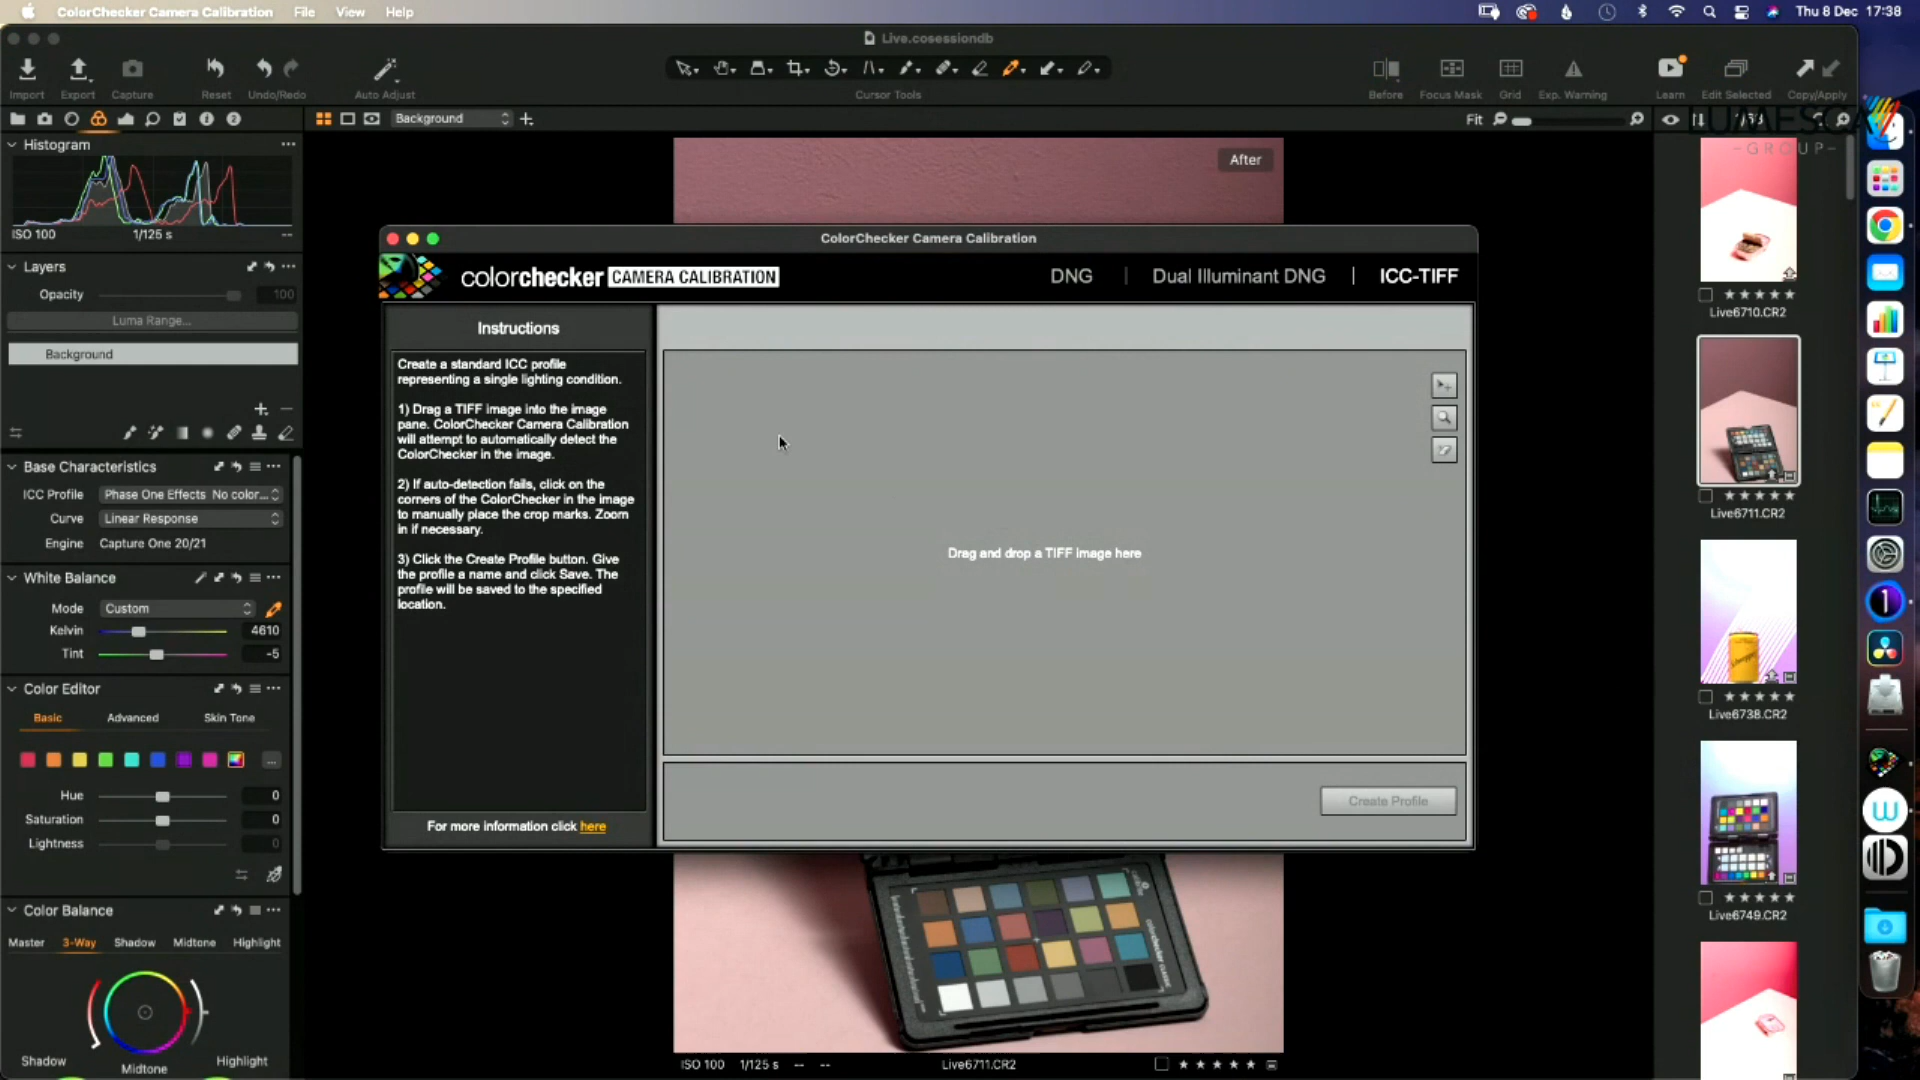 ColorChecker Camera Calibration File View Help
Thu 8 Dec 17:38
Live.cosessiondb
Import Export Capture Reset Undo/Redo Auto Adjust Cursor Tools Before Focus Mask Grid Exp. Warning Learn Edit Selected Copy/Apply
Background
Fit
LUMESCA
- GROUP -
Histogram
ISO 100 1/125 s --
Layers
Opacity 100
Luma Range...
Background
Base Characteristics
ICC Profile Phase One Effects No color...
Curve Linear Response
Engine Capture One 20/21
White Balance
Mode Custom
Kelvin 4610
Tint -5
Color Editor
Basic Advanced Skin Tone
Hue 0
Saturation 0
Lightness 0
Color Balance
Master 3-Way Shadow Midtone Highlight
Shadow Midtone Highlight
After
ColorChecker Camera Calibration
colorchecker CAMERA CALIBRATION
DNG | Dual Illuminant DNG | ICC-TIFF
Instructions
Create a standard ICC profile
representing a single lighting condition.
1) Drag a TIFF image into the image
pane. ColorChecker Camera Calibration
will attempt to automatically detect the
ColorChecker in the image.
2) If auto-detection fails, click on the
corners of the ColorChecker in the image
to manually place the crop marks. Zoom
in if necessary.
3) Click the Create Profile button. Give
the profile a name and click Save. The
profile will be saved to the specified
location.
For more information click here
Drag and drop a TIFF image here
Create Profile
colorchecker CLASSIC
ISO 100 1/125 s -- --
Live6711.CR2
Live6710.CR2
Live6711.CR2
Live6738.CR2
Live6749.CR2